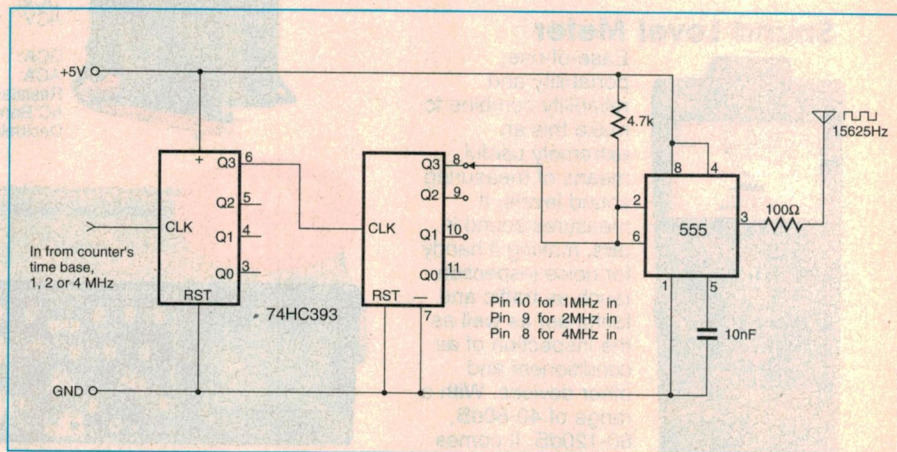 +5V
4.7k
15625Hz
+
Q3
6
Q3
8
8
4
Q2
5
Q2
9
2
100Ω
CLK
Q1
4
CLK
Q1
10
6
555
3
In from counter's
time base,
1, 2 or 4 MHz
Q0
3
Q0
11
RST
RST
—
1
5
74HC393
7
Pin 10 for 1MHz in
Pin 9 for 2MHz in
Pin 8 for 4MHz in
10nF
GND
Sound Level Meter